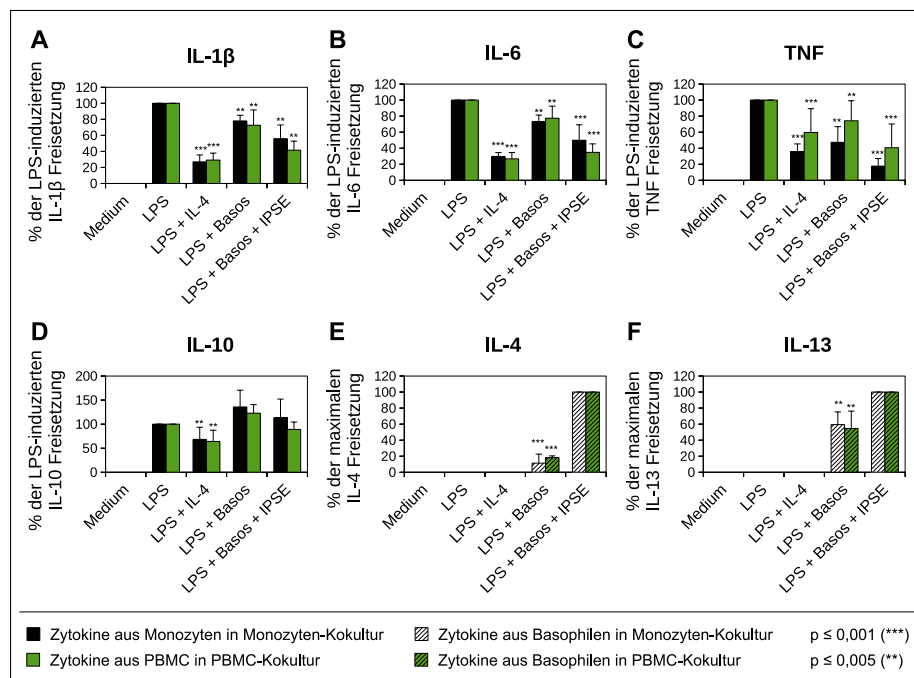 A
IL-1β
% der LPS-induzierten
IL-1β Freisetzung
120
100
80
60
40
20
0
***
***
**
**
**
**
Medium
LPS
LPS + IL-4
LPS + Basos
LPS + Basos + IPSE
B
IL-6
% der LPS-induzierten
IL-6 Freisetzung
120
100
80
60
40
20
0
***
***
**
**
***
***
Medium
LPS
LPS + IL-4
LPS + Basos
LPS + Basos + IPSE
C
TNF
% der LPS-induzierten
TNF Freisetzung
120
100
80
60
40
20
0
***
***
**
**
***
***
Medium
LPS
LPS + IL-4
LPS + Basos
LPS + Basos + IPSE
D
IL-10
% der LPS-induzierten
IL-10 Freisetzung
200
150
100
50
0
**
**
Medium
LPS
LPS + IL-4
LPS + Basos
LPS + Basos + IPSE
E
IL-4
% der maximalen
IL-4 Freisetzung
120
100
80
60
40
20
0
***
***
Medium
LPS
LPS + IL-4
LPS + Basos
LPS + Basos + IPSE
F
IL-13
% der maximalen
IL-13 Freisetzung
120
100
80
60
40
20
0
**
**
Medium
LPS
LPS + IL-4
LPS + Basos
LPS + Basos + IPSE
Zytokine aus Monozyten in Monozyten-Kokultur
Zytokine aus Basophilen in Monozyten-Kokultur
p ≤ 0,001 (***)
Zytokine aus PBMC in PBMC-Kokultur
Zytokine aus Basophilen in PBMC-Kokultur
p ≤ 0,005 (**)